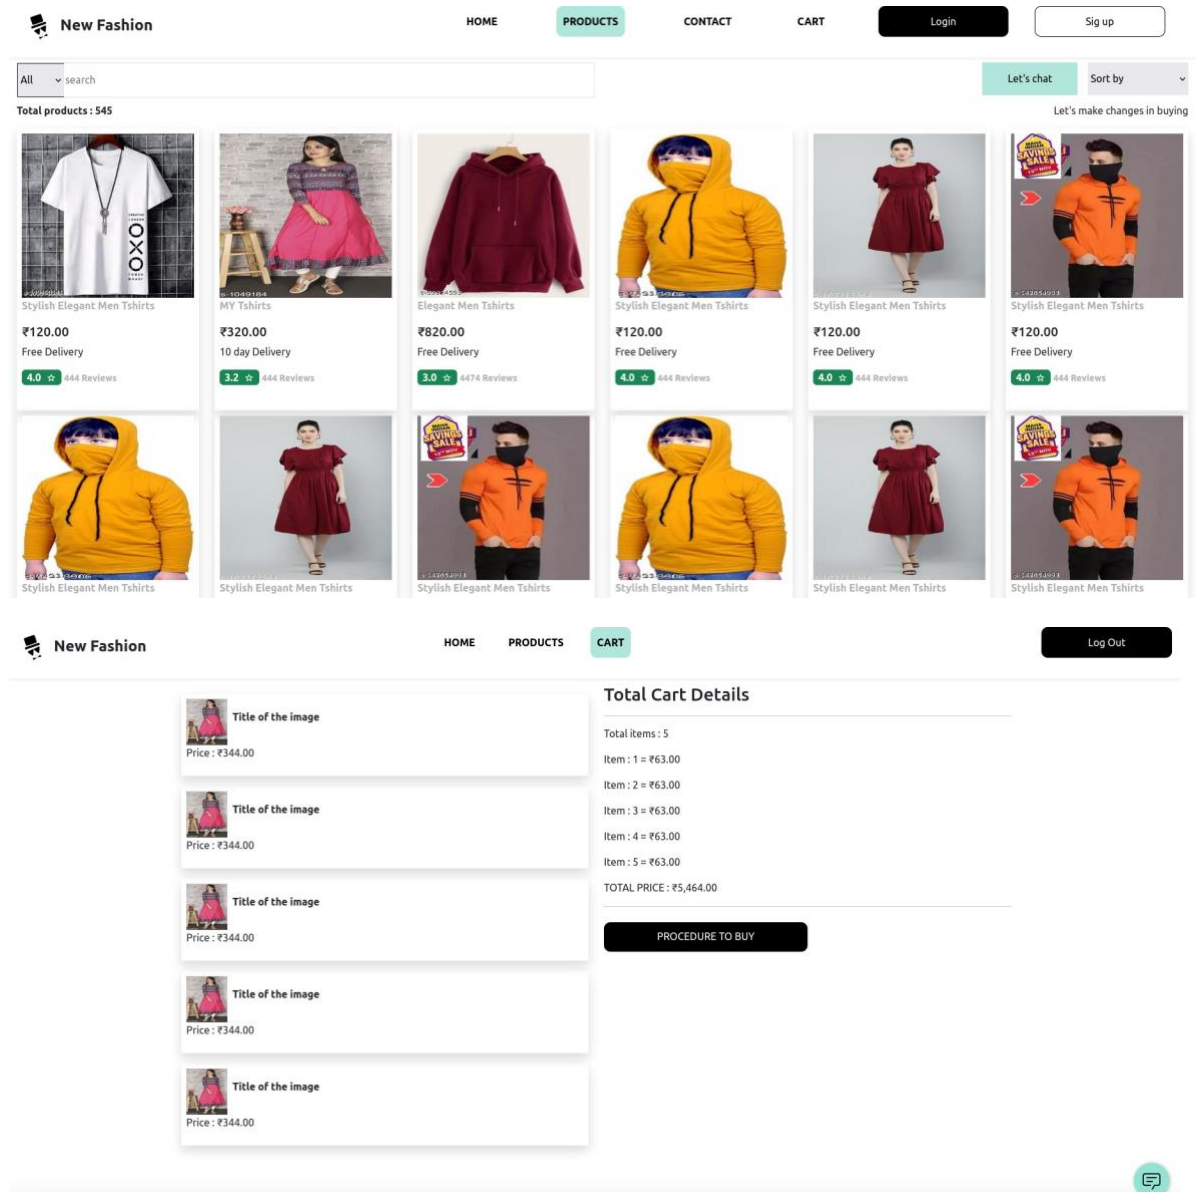 New Fashion HOME PRODUCTS CONTACT CART Login Sig up
All search Let's chat Sort by
Total products : 545 Let's make changes in buying
OXO
s-1049184
SAVINGS SALE
Stylish Elegant Men Tshirts MY Tshirts Elegant Men Tshirts Stylish Elegant Men Tshirts Stylish Elegant Men Tshirts Stylish Elegant Men Tshirts
₹120.00 ₹320.00 ₹820.00 ₹120.00 ₹120.00 ₹120.00
Free Delivery 10 day Delivery Free Delivery Free Delivery Free Delivery Free Delivery
4.0 ☆ 444 Reviews 3.2 ☆ 444 Reviews 3.0 ☆ 4474 Reviews 4.0 ☆ 444 Reviews 4.0 ☆ 444 Reviews 4.0 ☆ 444 Reviews
SAVINGS SALE SAVINGS SALE
Stylish Elegant Men Tshirts Stylish Elegant Men Tshirts Stylish Elegant Men Tshirts Stylish Elegant Men Tshirts Stylish Elegant Men Tshirts Stylish Elegant Men Tshirts
New Fashion HOME PRODUCTS CART Log Out
Title of the image
Price : ₹344.00
Title of the image
Price : ₹344.00
Title of the image
Price : ₹344.00
Title of the image
Price : ₹344.00
Title of the image
Price : ₹344.00
Total Cart Details
Total items : 5
Item : 1 = ₹63.00
Item : 2 = ₹63.00
Item : 3 = ₹63.00
Item : 4 = ₹63.00
Item : 5 = ₹63.00
TOTAL PRICE : ₹5,464.00
PROCEDURE TO BUY